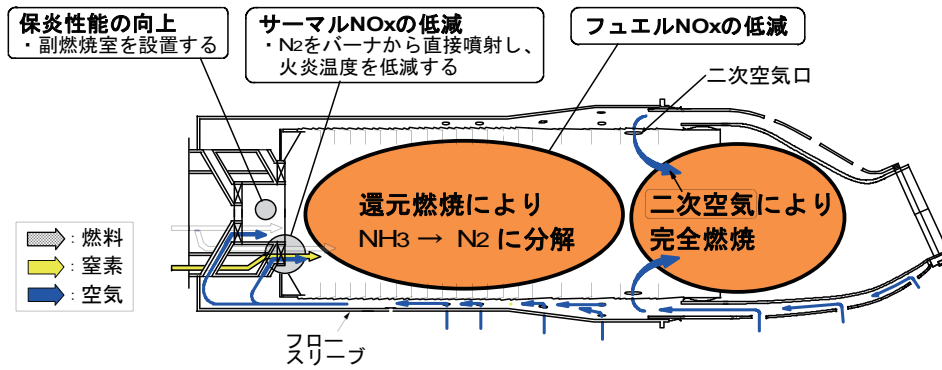 保炎性能の向上
・副燃焼室を設置する
サーマルNOxの低減
・N2をバーナから直接噴射し、
火炎温度を低減する
フュエルNOxの低減
二次空気口
還元燃焼により
NH3 → N2 に分解
二次空気により
完全燃焼
：燃料
：窒素
：空気
フロー
スリーブ